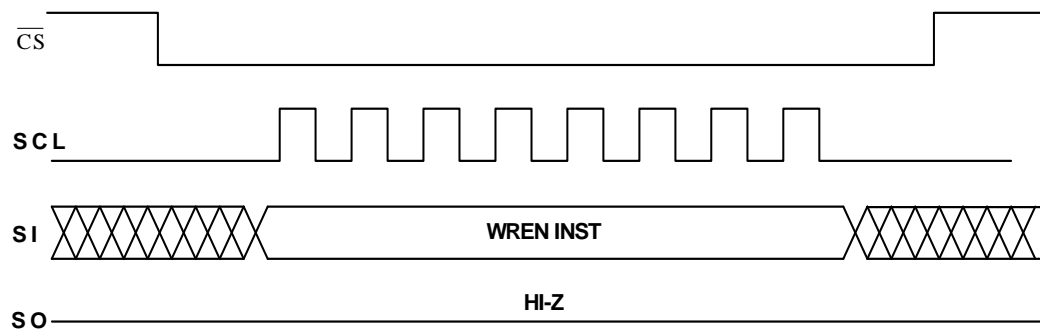 CS
SCL
SI
WREN INST
HI-Z
SO